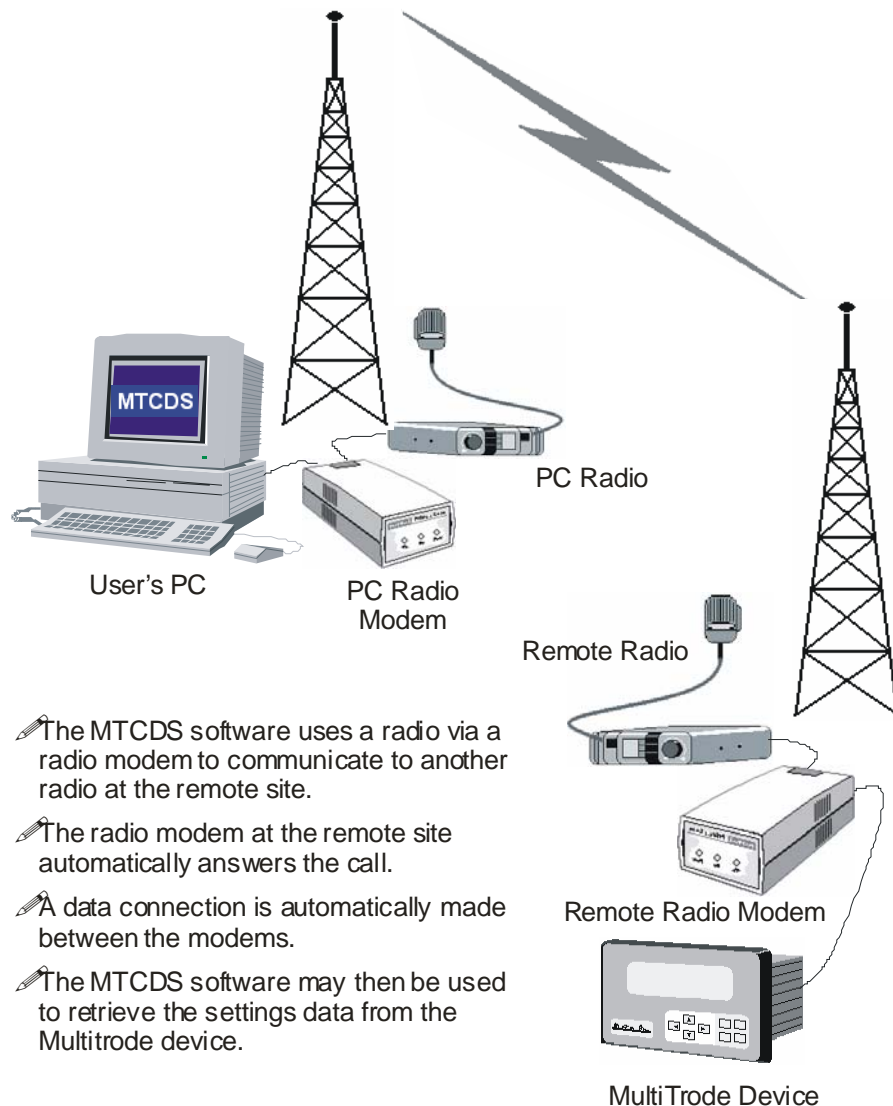 MTCDS
PC Radio
User's PC
PC Radio
Modem
Remote Radio
The MTCDS software uses a radio via a
radio modem to communicate to another
radio at the remote site.
The radio modem at the remote site
automatically answers the call.
A data connection is automatically made
between the modems.
The MTCDS software may then be used
to retrieve the settings data from the
Multitrode device.
Remote Radio Modem
MultiTrode Device